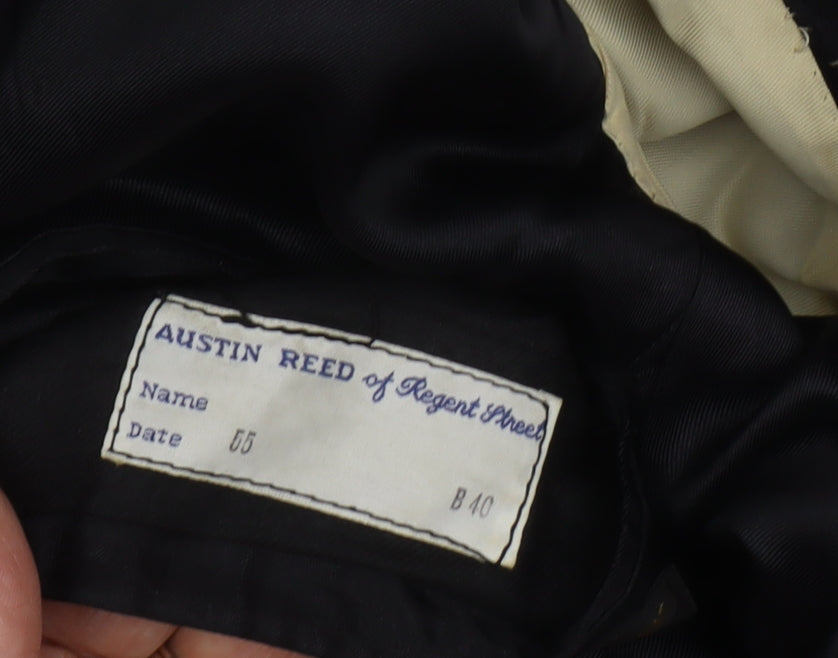 AUSTIN REED of Regent Street
Name
Date 55
B 40